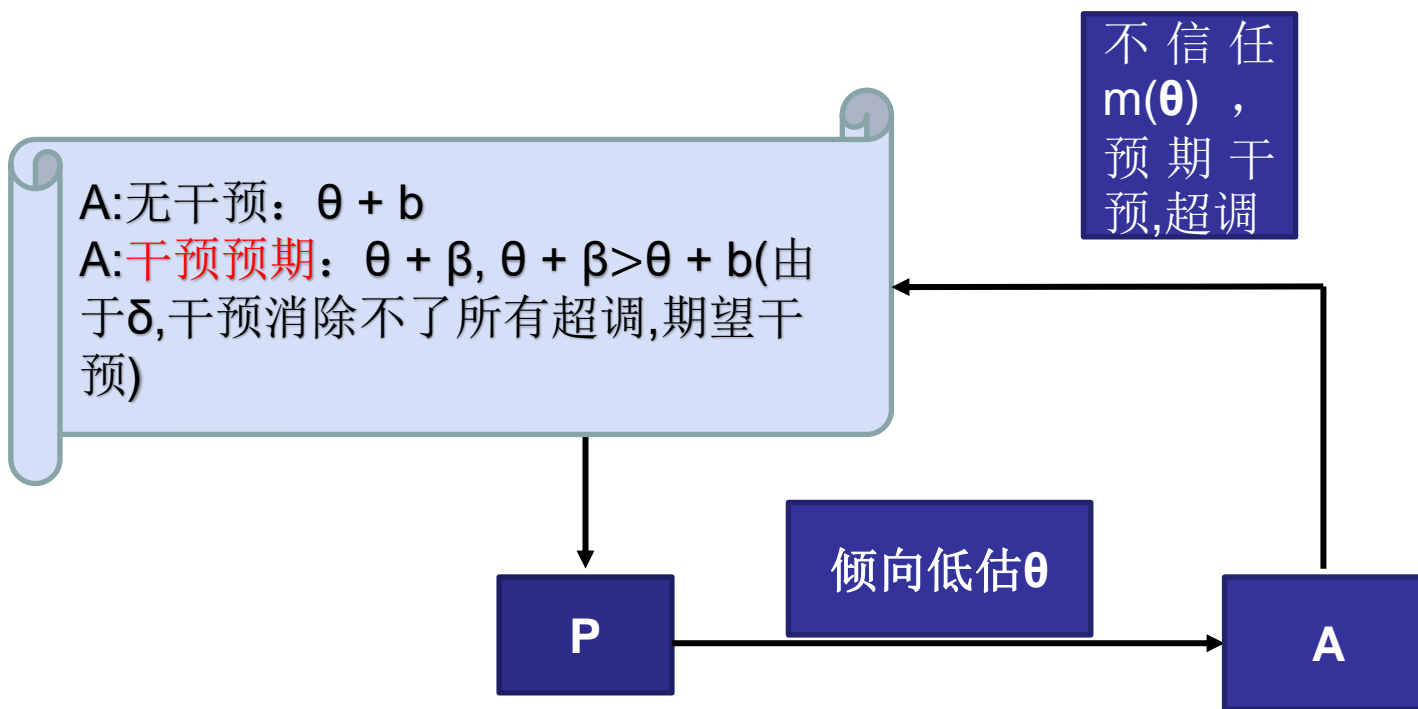 不信任
m(θ) ，
预期干
预,超调
A:无干预：θ + b
A:干预预期：θ + β, θ + β>θ + b(由
于δ,干预消除不了所有超调,期望干
预)
倾向低估θ
P
A